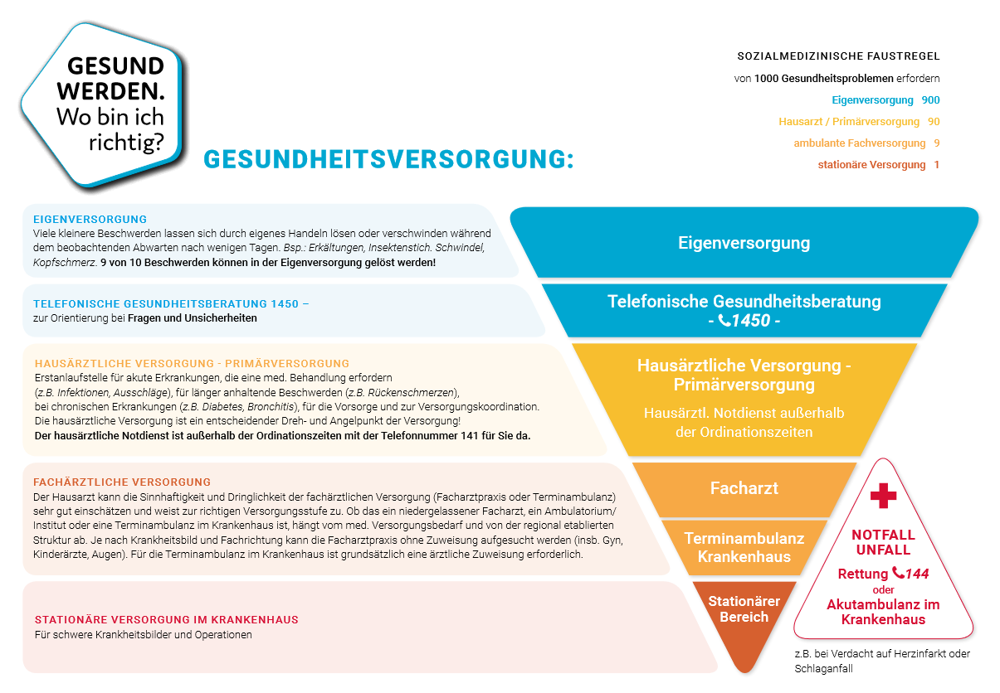 GESUND
WERDEN.
Wo bin ich
richtig?
GESUNDHEITSVERSORGUNG:
SOZIALMEDIZINISCHE FAUSTREGEL
von 1000 Gesundheitsproblemen erfordern
Eigenversorgung 900
Hausarzt / Primärversorgung 90
ambulante Fachversorgung 9
stationäre Versorgung 1
EIGENVERSORGUNG
Viele kleinere Beschwerden lassen sich durch eigenes Handeln lösen oder verschwinden während
dem beobachtenden Abwarten nach wenigen Tagen. Bsp.: Erkältungen, Insektenstich. Schwindel,
Kopfschmerz. 9 von 10 Beschwerden können in der Eigenversorgung gelöst werden!
TELEFONISCHE GESUNDHEITSBERATUNG 1450 –
zur Orientierung bei Fragen und Unsicherheiten
HAUSÄRZTLICHE VERSORGUNG - PRIMÄRVERSORGUNG
Erstanlaufstelle für akute Erkrankungen, die eine med. Behandlung erfordern
(z.B. Infektionen, Ausschläge), für länger anhaltende Beschwerden (z.B. Rückenschmerzen),
bei chronischen Erkrankungen (z.B. Diabetes, Bronchitis), für die Vorsorge und zur Versorgungskoordination.
Die hausärztliche Versorgung ist ein entscheidender Dreh- und Angelpunkt der Versorgung!
Der hausärztliche Notdienst ist außerhalb der Ordinationszeiten mit der Telefonnummer 141 für Sie da.
FACHÄRZTLICHE VERSORGUNG
Der Hausarzt kann die Sinnhaftigkeit und Dringlichkeit der fachärztlichen Versorgung (Facharztpraxis oder Terminambulanz)
sehr gut einschätzen und weist zur richtigen Versorgungsstufe zu. Ob das ein niedergelassener Facharzt, ein Ambulatorium/
Institut oder eine Terminambulanz im Krankenhaus ist, hängt vom med. Versorgungsbedarf und von der regional etablierten
Struktur ab. Je nach Krankheitsbild und Fachrichtung kann die Facharztpraxis ohne Zuweisung aufgesucht werden (insb. Gyn,
Kinderärzte, Augen). Für die Terminambulanz im Krankenhaus ist grundsätzlich eine ärztliche Zuweisung erforderlich.
STATIONÄRE VERSORGUNG IM KRANKENHAUS
Für schwere Krankheitsbilder und Operationen
Eigenversorgung
Telefonische Gesundheitsberatung
- 1450 -
Hausärztliche Versorgung -
Primärversorgung
Hausärztl. Notdienst außerhalb
der Ordinationszeiten
Facharzt
Terminambulanz
Krankenhaus
Stationärer
Bereich
NOTFALL
UNFALL
Rettung 144
oder
Akutambulanz im
Krankenhaus
z.B. bei Verdacht auf Herzinfarkt oder
Schlaganfall